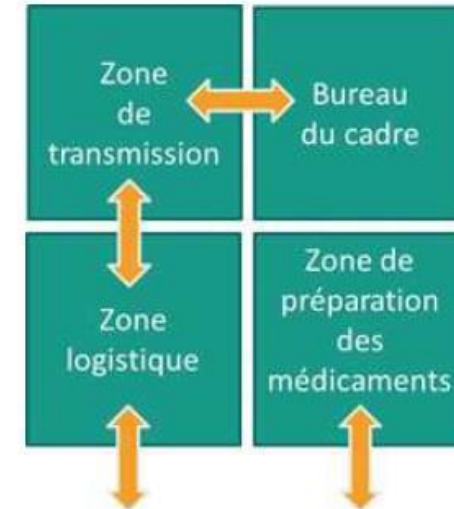 Zone
de
transmission
Bureau
du cadre
Zone
logistique
Zone de
préparation
des
médicaments